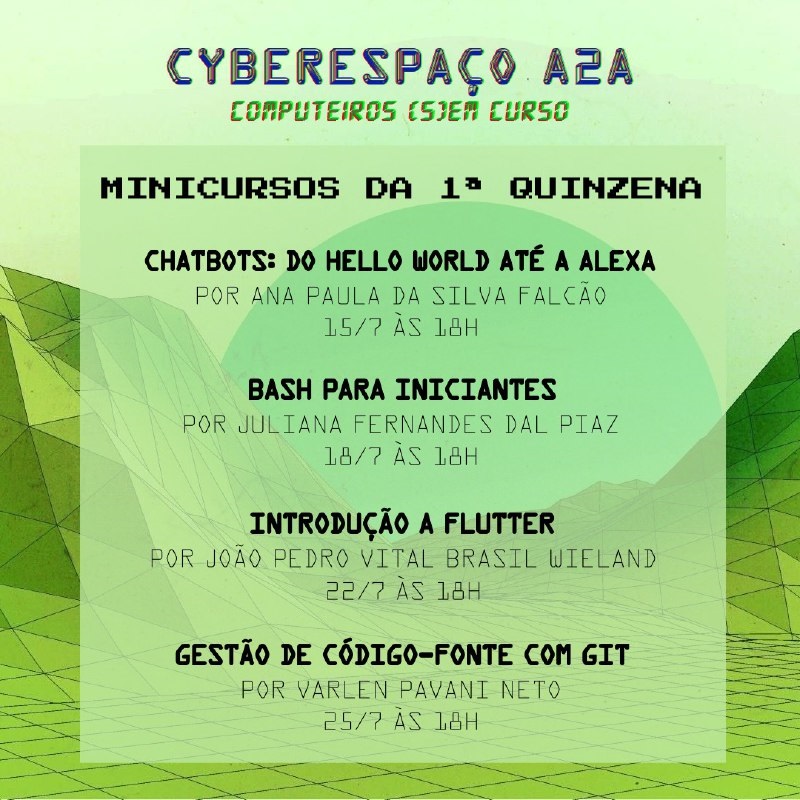 CYBERESPAÇO A2A
COMPUTEIROS (S)EM CURSO
MINICURSOS DA 1ª QUINZENA
CHATBOTS: DO HELLO WORLD ATÉ A ALEXA
POR ANA PAULA DA SILVA FALCÃO
15/7 ÀS 18H
BASH PARA INICIANTES
POR JULIANA FERNANDES DAL PIAZ
18/7 ÀS 18H
INTRODUÇÃO A FLUTTER
POR JOÃO PEDRO VITAL BRASIL WIELAND
22/7 ÀS 18H
GESTÃO DE CÓDIGO-FONTE COM GIT
POR VARLEN PAVANI NETO
25/7 ÀS 18H